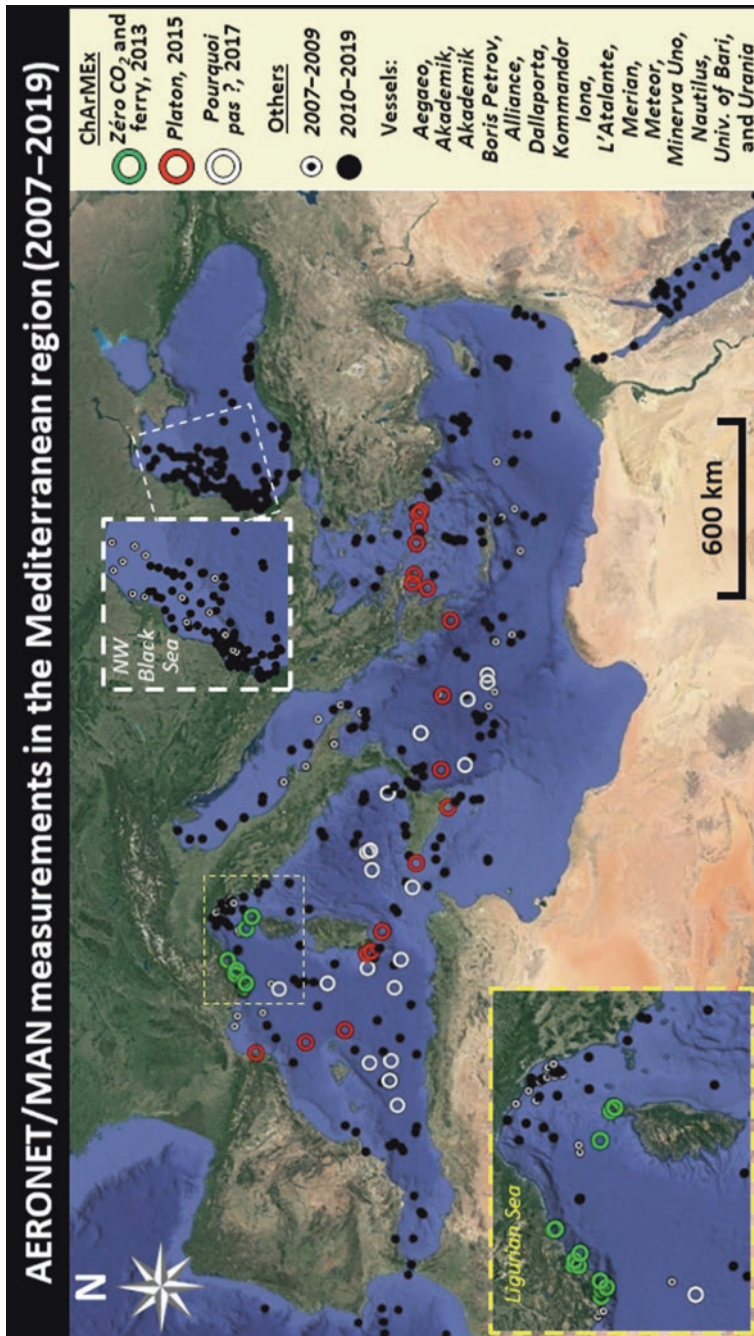 AERONET/MAN measurements in the Mediterranean region (2007–2019)
N
NW
Black
Sea
Ligurian Sea
600 km
ChArMEx
Zéro CO2 and
ferry, 2013
Platon, 2015
Pourquoi
pas ?, 2017
Others
2007–2009
2010–2019
Vessels:
Aegaeo,
Akademik,
Akademik
Boris Petrov,
Alliance,
Dallaporta,
Kommandor
Iona,
L’Atalante,
Merian,
Meteor,
Minerva Uno,
Nautilus,
Univ. of Bari,
and Urania